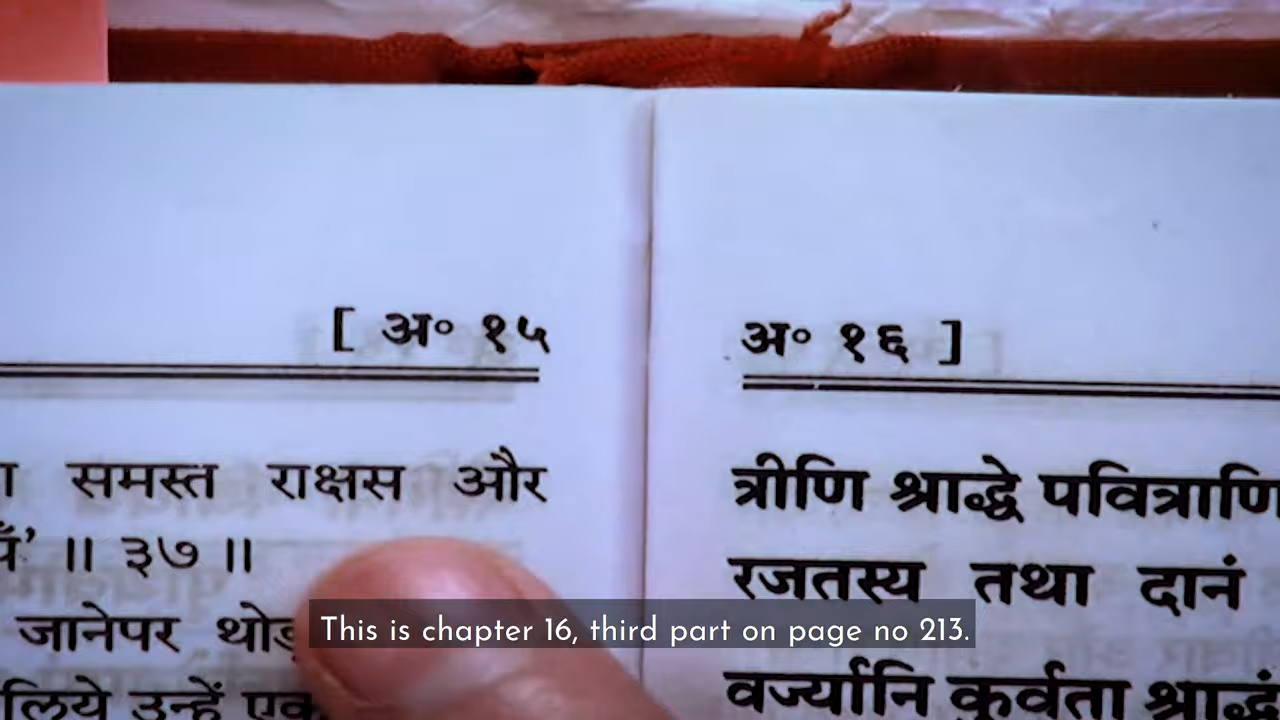 [ अ० १५
समस्त राक्षस और
॥ ३७ ॥
जानेपर
लिये उन्हें
अ० १६ ]
त्रीणि श्राद्धे पवित्राणि
रजतस्य तथा दानं
वर्ज्यानि कुर्वता श्राद्धं
This is chapter 16, third part on page no 213.